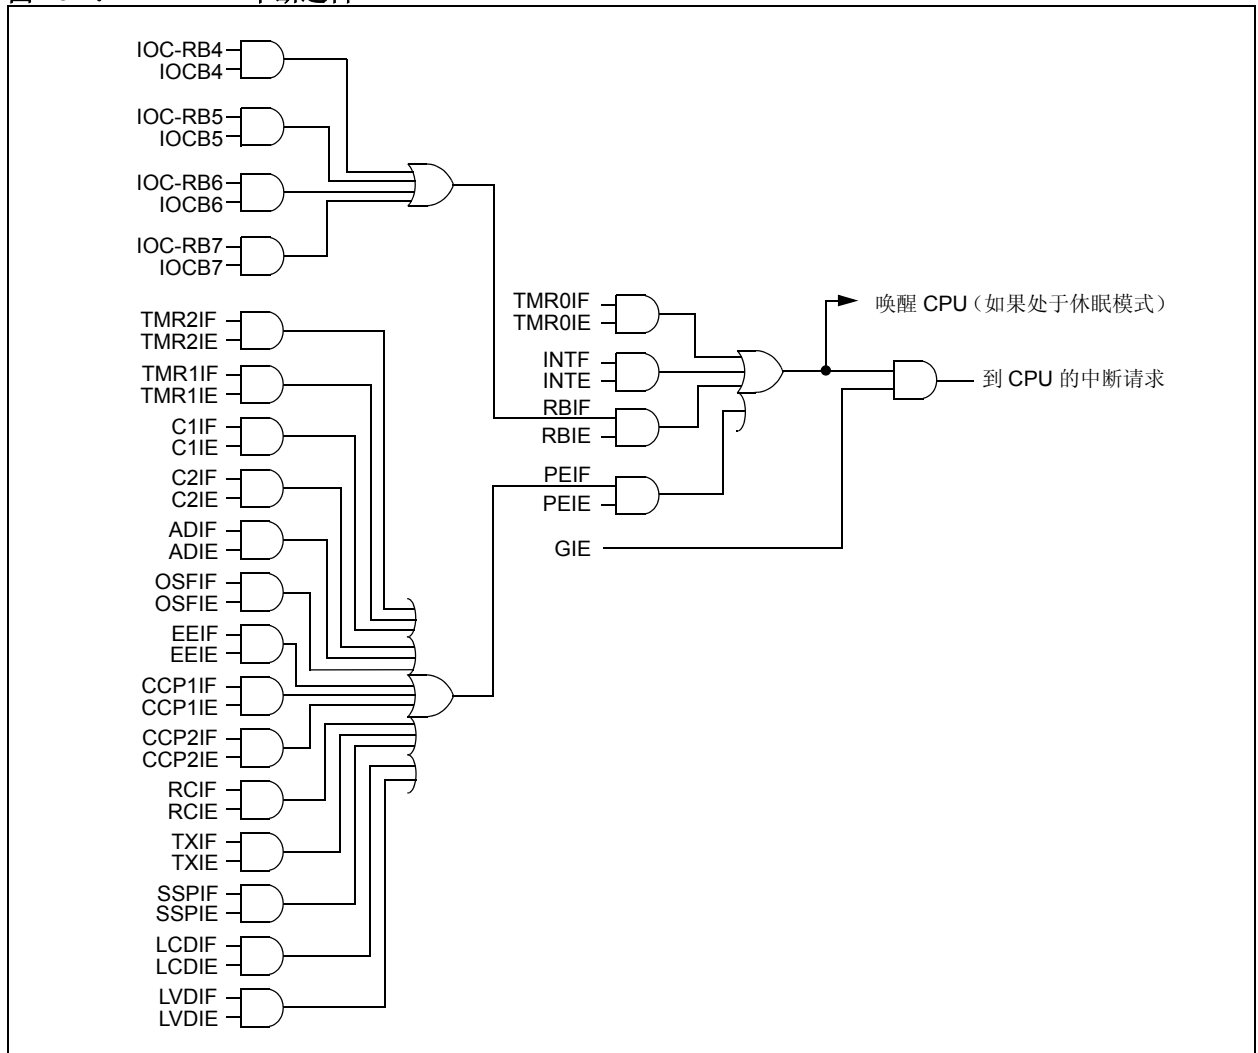 IOC-RB4
IOCB4
IOC-RB5
IOCB5
IOC-RB6
IOCB6
IOC-RB7
IOCB7
TMR2IF
TMR2IE
TMR1IF
TMR1IE
C1IF
C1IE
C2IF
C2IE
ADIF
ADIE
OSFIF
OSFIE
EEIF
EEIE
CCP1IF
CCP1IE
CCP2IF
CCP2IE
RCIF
RCIE
TXIF
TXIE
SSPIF
SSPIE
LCDIF
LCDIE
LVDIF
LVDIE
TMR0IF
TMR0IE
INTF
INTE
RBIF
RBIE
PEIF
PEIE
GIE
唤醒 CPU（如果处于休眠模式）
到 CPU 的中断请求